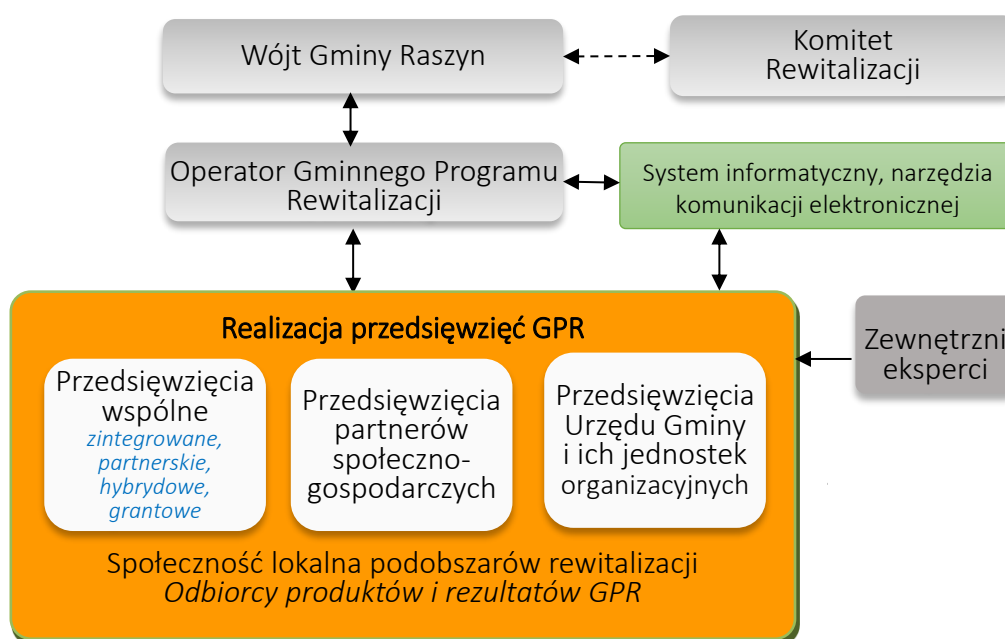 Wójt Gminy Raszyn
Komitet
Rewitalizacji
Operator Gminnego Programu
Rewitalizacji
System informatyczny, narzędzia
komunikacji elektronicznej
Realizacja przedsięwzięć GPR
Zewnętrzni
eksperci
Przedsięwzięcia
wspólne
zintegrowane,
partnerskie,
hybrydowe,
grantowe
Przedsięwzięcia
partnerów
społeczno-
gospodarczych
Przedsięwzięcia
Urzędu Gminy
i ich jednostek
organizacyjnych
Społeczność lokalna podobszarów rewitalizacji
Odbiorcy produktów i rezultatów GPR